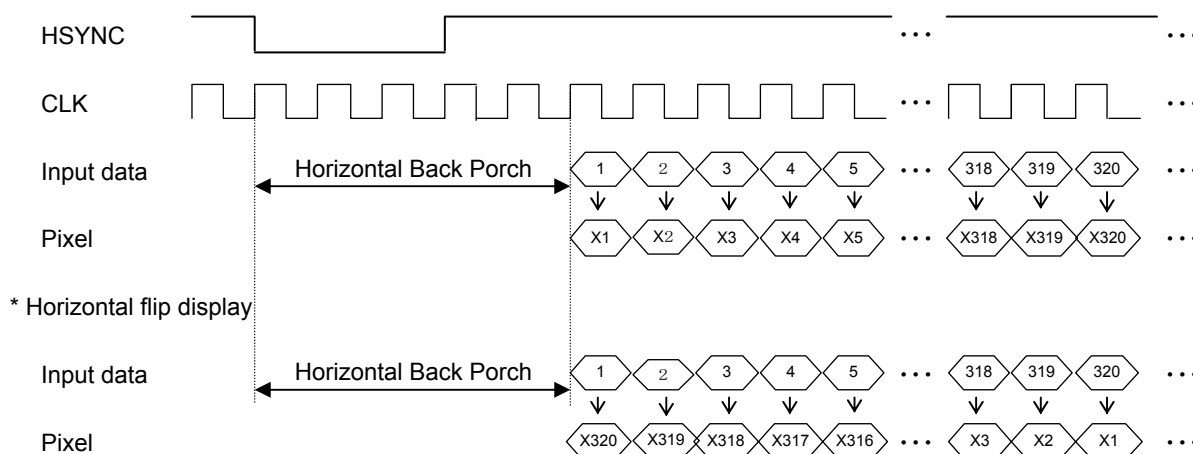 HSYNC ··· ···
CLK ··· ···
Input data Horizontal Back Porch 1 2 3 4 5 ··· 318 319 320 ···
Pixel X1 X2 X3 X4 X5 ··· X318 X319 X320 ···
* Horizontal flip display
Input data Horizontal Back Porch 1 2 3 4 5 ··· 318 319 320 ···
Pixel X320 X319 X318 X317 X316 ··· X3 X2 X1 ···